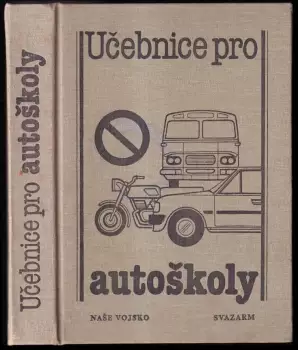 Učebnice pro autoškoly
Učebnice pro
autoškoly
NAŠE VOJSKO SVAZARM